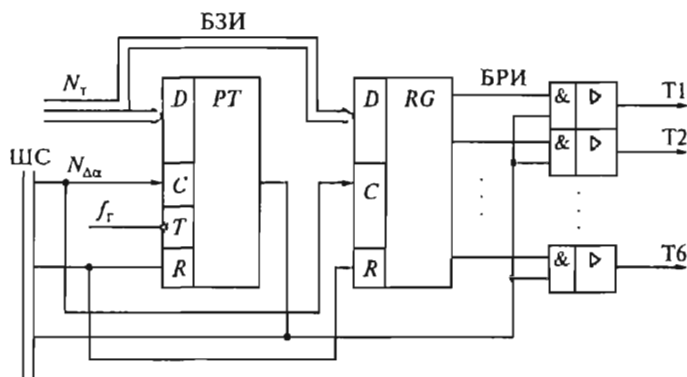 БЗИ
N_т
D PT
D RG
БРИ
& ▷ T1
& ▷ T2
ШС
N_Δα
C
C
f_г
T
R
R
& ▷ T6